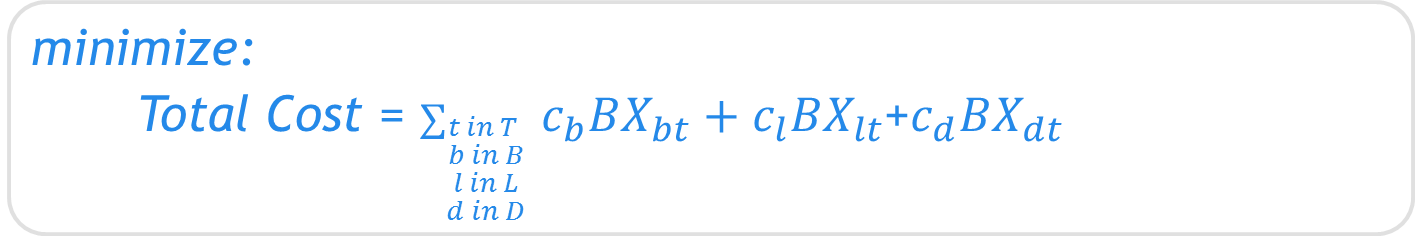 minimize:
Total Cost = ∑ t in T c_b BX_bt + c_l BX_lt+c_d BX_dt
b in B
l in L
d in D